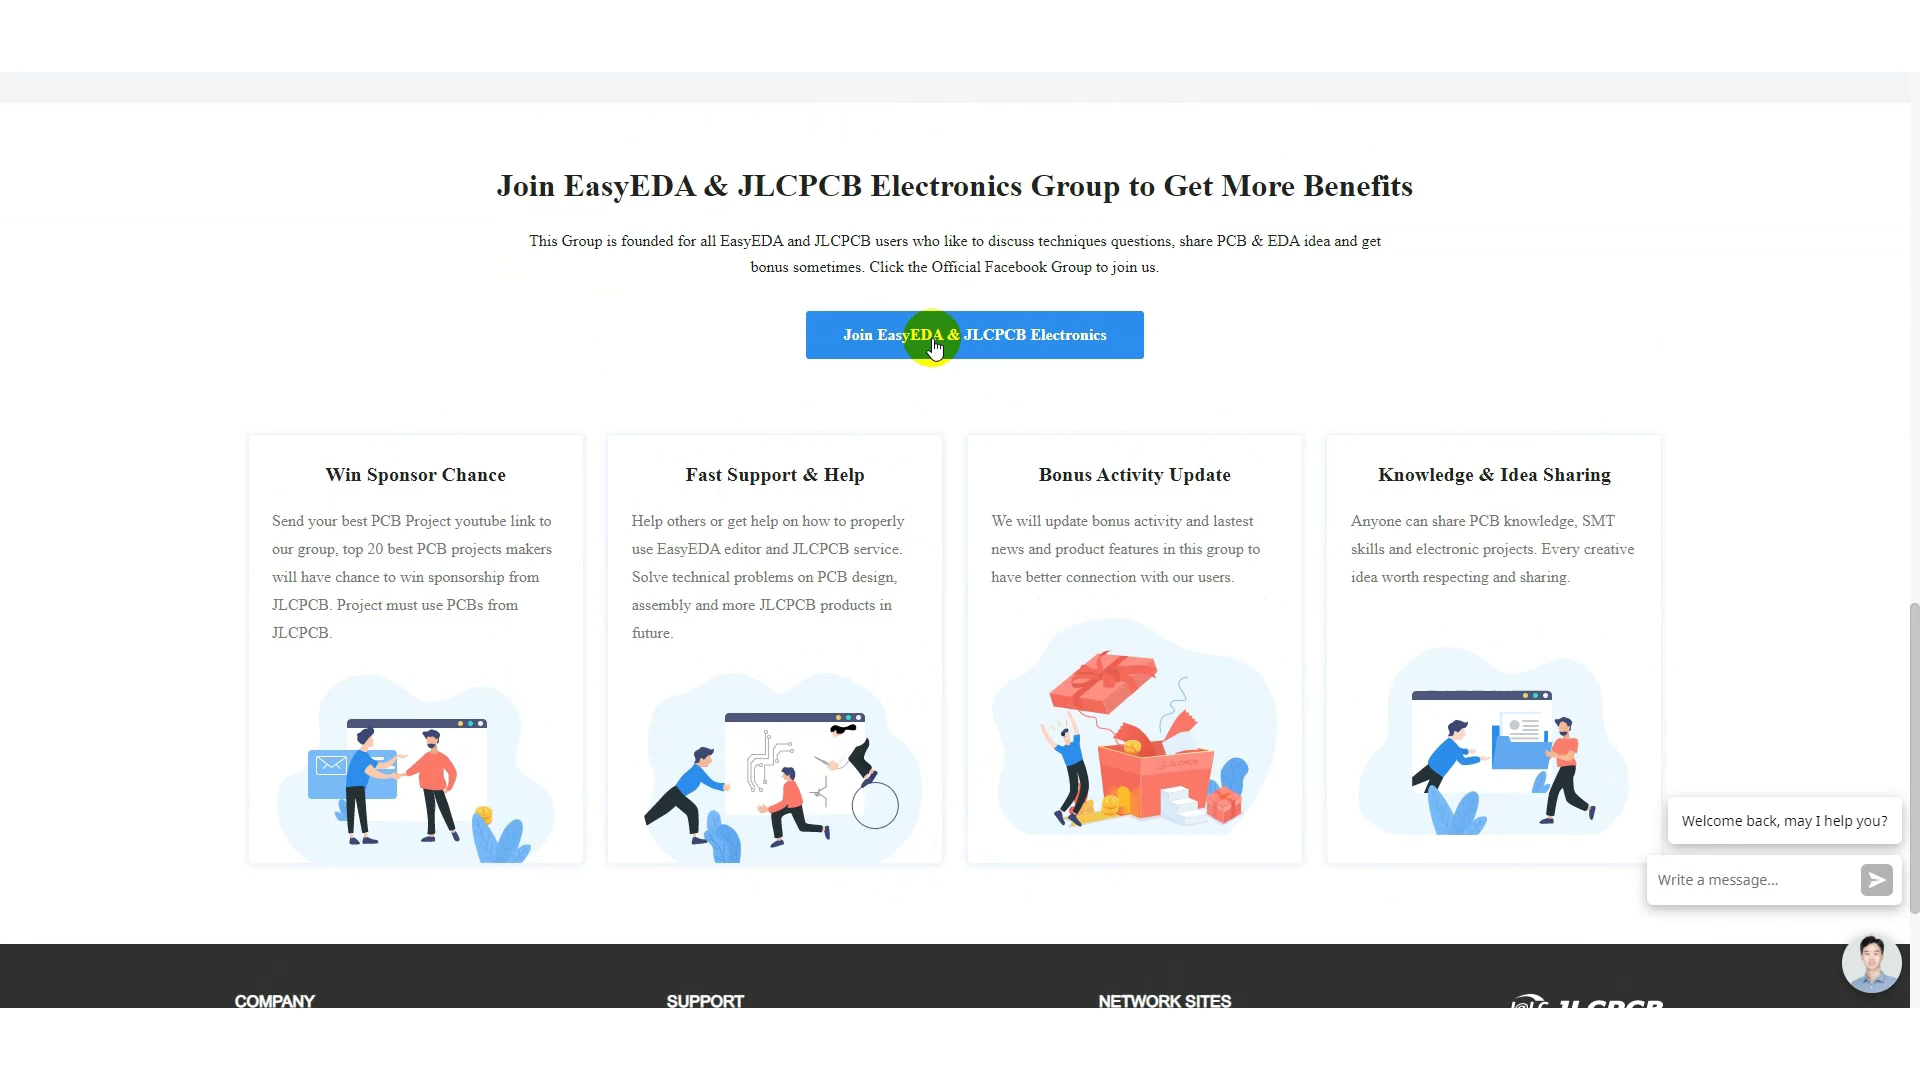 Join EasyEDA & JLCPCB Electronics Group to Get More Benefits
This Group is founded for all EasyEDA and JLCPCB users who like to discuss techniques questions, share PCB & EDA idea and get
bonus sometimes. Click the Official Facebook Group to join us.
Join EasyEDA & JLCPCB Electronics
Win Sponsor Chance
Send your best PCB Project youtube link to
our group, top 20 best PCB projects makers
will have chance to win sponsorship from
JLCPCB. Project must use PCBs from
JLCPCB.
Fast Support & Help
Help others or get help on how to properly
use EasyEDA editor and JLCPCB service.
Solve technical problems on PCB design,
assembly and more JLCPCB products in
future.
Bonus Activity Update
We will update bonus activity and lastest
news and product features in this group to
have better connection with our users.
JLCPCB
Knowledge & Idea Sharing
Anyone can share PCB knowledge, SMT
skills and electronic projects. Every creative
idea worth respecting and sharing.
Welcome back, may I help you?
Write a message...
COMPANY
SUPPORT
NETWORK SITES
JLCPCB